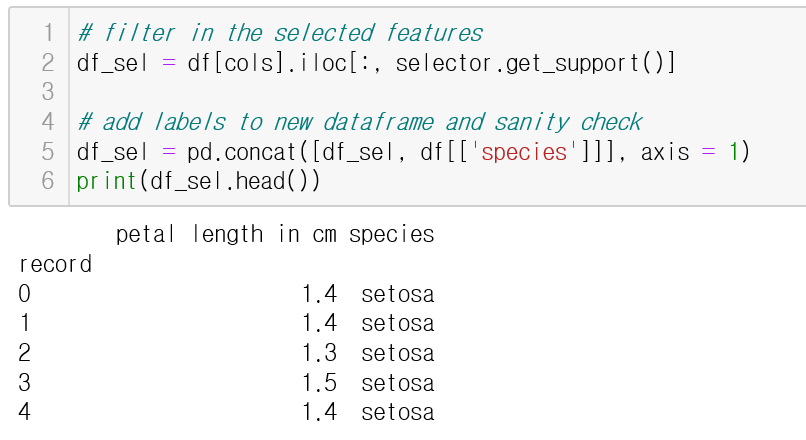 1 # filter in the selected features
2 df_sel = df[cols].iloc[:, selector.get_support()]
3
4 # add labels to new dataframe and sanity check
5 df_sel = pd.concat([df_sel, df[['species']]], axis = 1)
6 print(df_sel.head())
petal length in cm species
record
0 1.4 setosa
1 1.4 setosa
2 1.3 setosa
3 1.5 setosa
4 1.4 setosa